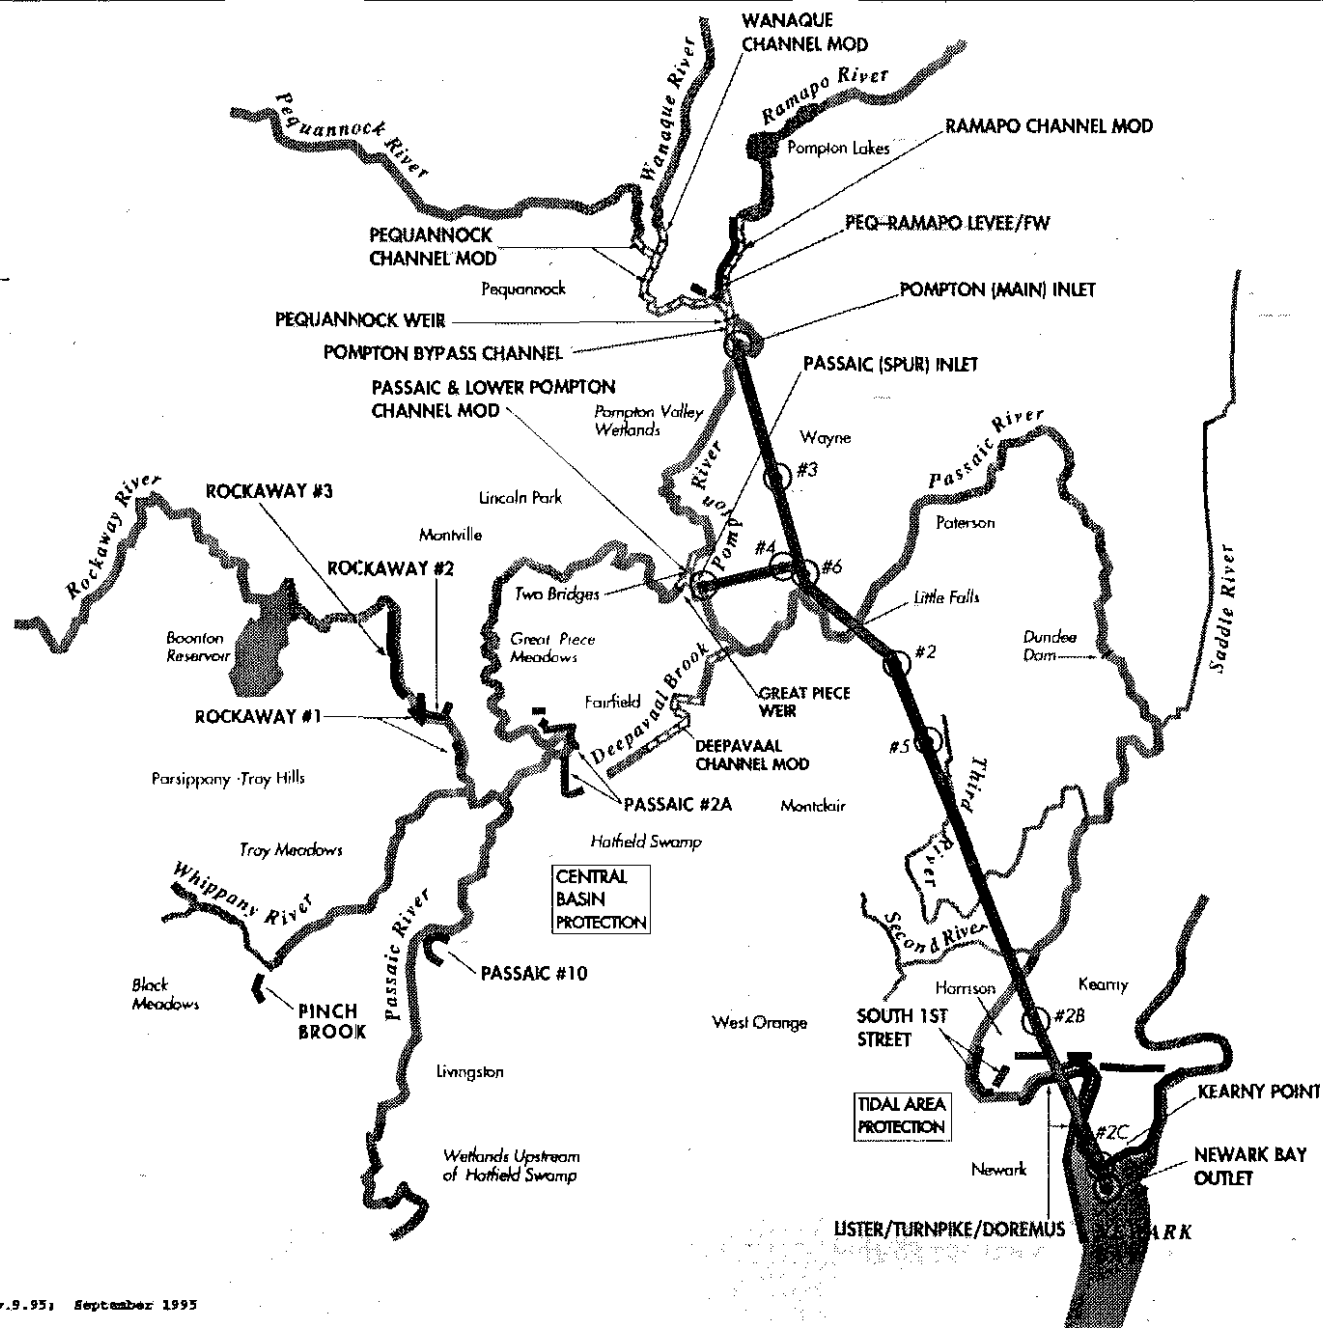 WANAQUE
CHANNEL MOD
Wanaque River
Ramapo River
Pequannock River
RAMAPO CHANNEL MOD
Pompton Lakes
PEQUANNOCK
CHANNEL MOD
PEQ-RAMAPO LEVEE/FW
Pequannock
POMPTON (MAIN) INLET
PEQUANNOCK WEIR
POMPTON BYPASS CHANNEL
PASSAIC (SPUR) INLET
PASSAIC & LOWER POMPTON
CHANNEL MOD
Pompton Valley
Wetlands
Wayne
Passaic River
#3
Rockaway River
ROCKAWAY #3
Lincoln Park
Pompton River
Paterson
Montville
#4
#6
ROCKAWAY #2
Two Bridges
Little Falls
Saddle River
Boonton
Reservoir
Great Piece
Meadows
Dundee
Dam
#2
Deepavaal Brook
GREAT PIECE
WEIR
Fairfield
ROCKAWAY #1
#5
DEEPAVAAL
CHANNEL MOD
Parsippany-Troy Hills
PASSAIC #2A
Montclair
Third River
Troy Meadows
Hatfield Swamp
Whippany River
CENTRAL
BASIN
PROTECTION
Passaic River
Second River
PASSAIC #10
Black
Meadows
Harrison
Kearny
PINCH
BROOK
West Orange
SOUTH 1ST
STREET
#2B
Livingston
KEARNY POINT
TIDAL AREA
PROTECTION
#2C
Wetlands Upstream
of Hatfield Swamp
Newark
NEWARK BAY
OUTLET
LISTER/TURNPIKE/DOREMUS
ARK
.9.95; September 1995